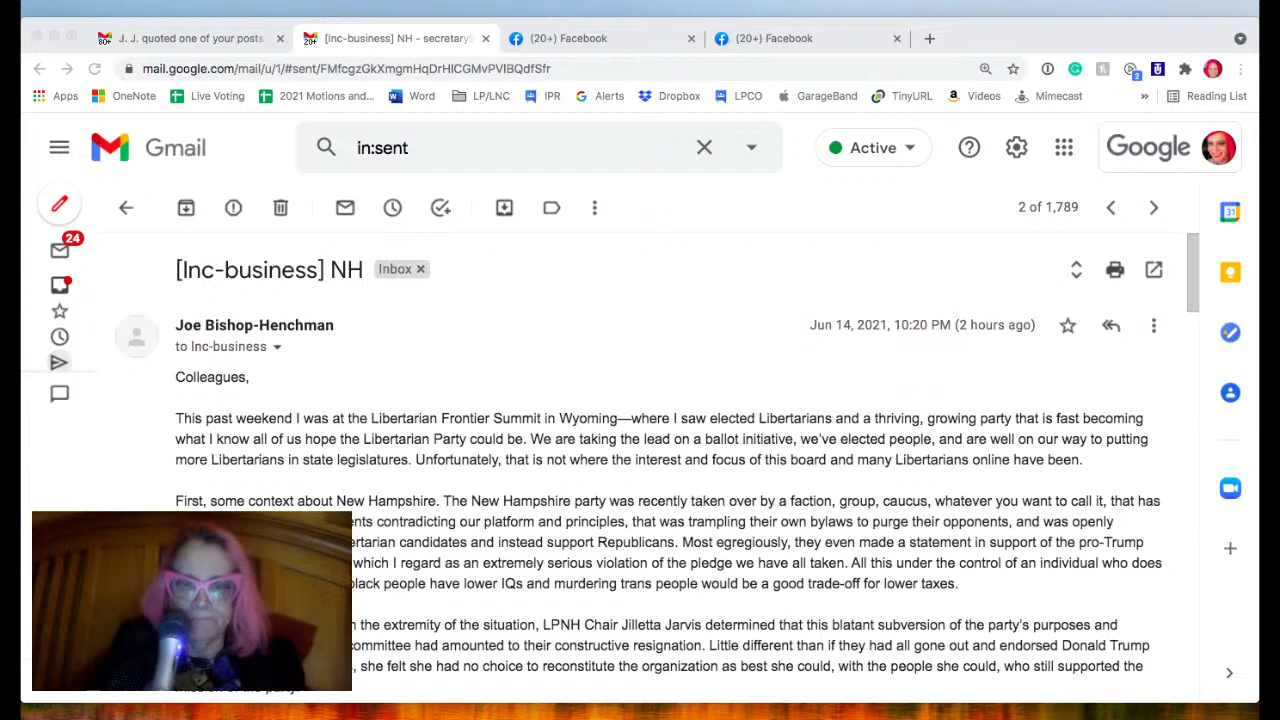 J. J. quoted one of your posts
[lnc-business] NH - secretary@
(20+) Facebook
(20+) Facebook
mail.google.com/mail/u/1/#sent/FMfcgzGkXmgmHqDrHlCGMvPVlBQdfSfr
Apps OneNote Live Voting 2021 Motions and... Word LP/LNC IPR Alerts Dropbox LPCO GarageBand TinyURL Videos Mimecast » Reading List
Gmail in:sent Active Google
24
2 of 1,789
31
[lnc-business] NH Inbox
Joe Bishop-Henchman Jun 14, 2021, 10:20 PM (2 hours ago)
to lnc-business
Colleagues,
This past weekend I was at the Libertarian Frontier Summit in Wyoming—where I saw elected Libertarians and a thriving, growing party that is fast becoming
what I know all of us hope the Libertarian Party could be. We are taking the lead on a ballot initiative, we've elected people, and are well on our way to putting
more Libertarians in state legislatures. Unfortunately, that is not where the interest and focus of this board and many Libertarians online have been.
First, some context about New Hampshire. The New Hampshire party was recently taken over by a faction, group, caucus, whatever you want to call it, that has
ents contradicting our platform and principles, that was trampling their own bylaws to purge their opponents, and was openly
ertarian candidates and instead support Republicans. Most egregiously, they even made a statement in support of the pro-Trump
which I regard as an extremely serious violation of the pledge we have all taken. All this under the control of an individual who does
lack people have lower IQs and murdering trans people would be a good trade-off for lower taxes.
the extremity of the situation, LPNH Chair Jilletta Jarvis determined that this blatant subversion of the party's purposes and
committee had amounted to their constructive resignation. Little different than if they had all gone out and endorsed Donald Trump
, she felt she had no choice to reconstitute the organization as best she could, with the people she could, who still supported the